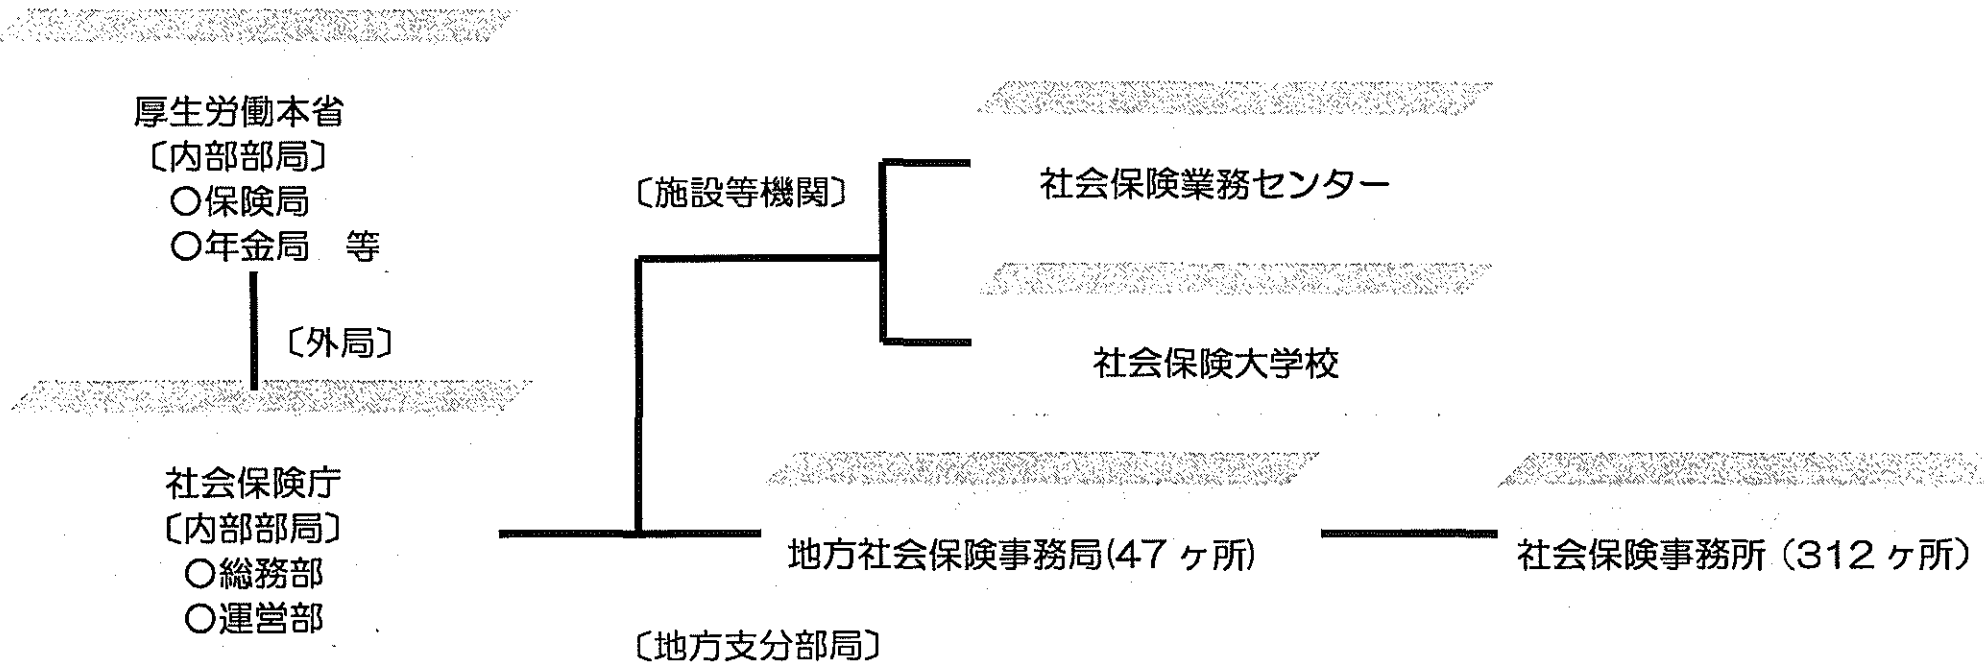 厚生労働本省
〔内部部局〕
○保険局
○年金局　等
〔外局〕
社会保険庁
〔内部部局〕
○総務部
○運営部
〔施設等機関〕
社会保険業務センター
社会保険大学校
地方社会保険事務局(47ヶ所)
〔地方支分部局〕
社会保険事務所（312ヶ所）